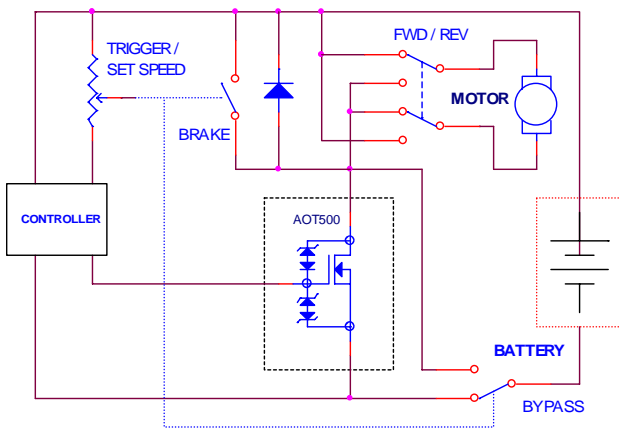 TRIGGER /
SET SPEED
FWD / REV
MOTOR
BRAKE
AOT500
CONTROLLER
BATTERY
BYPASS